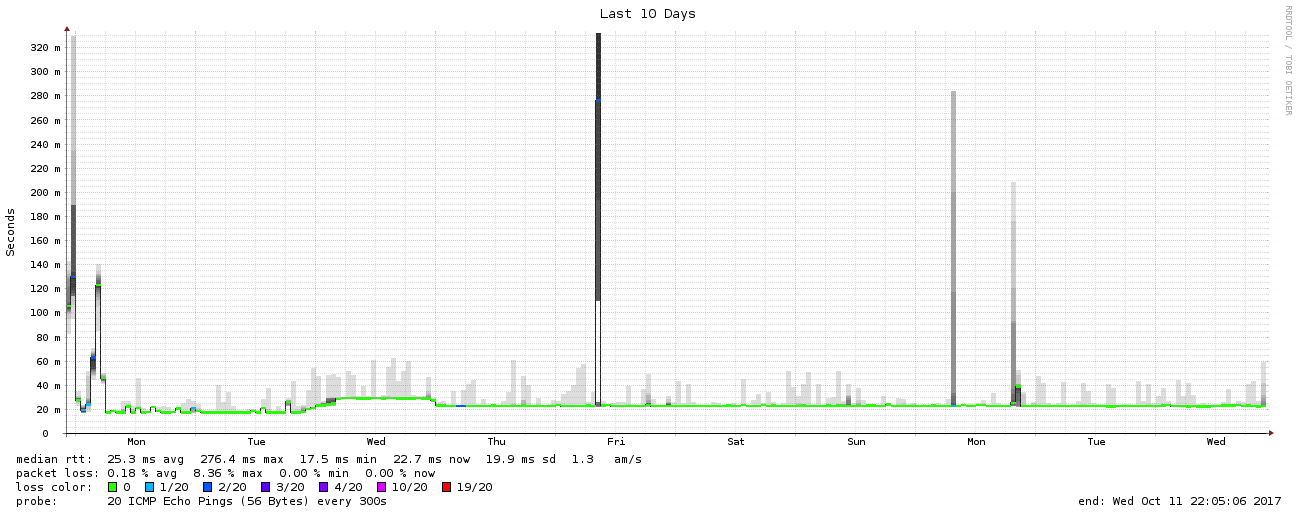 Last 10 Days
RRDTOOL / TOBI OETIKER
Seconds
320 m
300 m
280 m
260 m
240 m
220 m
200 m
180 m
160 m
140 m
120 m
100 m
80 m
60 m
40 m
20 m
0
Mon Tue Wed Thu Fri Sat Sun Mon Tue Wed
median rtt: 25.3 ms avg 276.4 ms max 17.5 ms min 22.7 ms now 19.9 ms sd 1.3 am/s
packet loss: 0.18 % avg 8.36 % max 0.00 % min 0.00 % now
loss color: 0 1/20 2/20 3/20 4/20 10/20 19/20
probe: 20 ICMP Echo Pings (56 Bytes) every 300s end: Wed Oct 11 22:05:06 2017